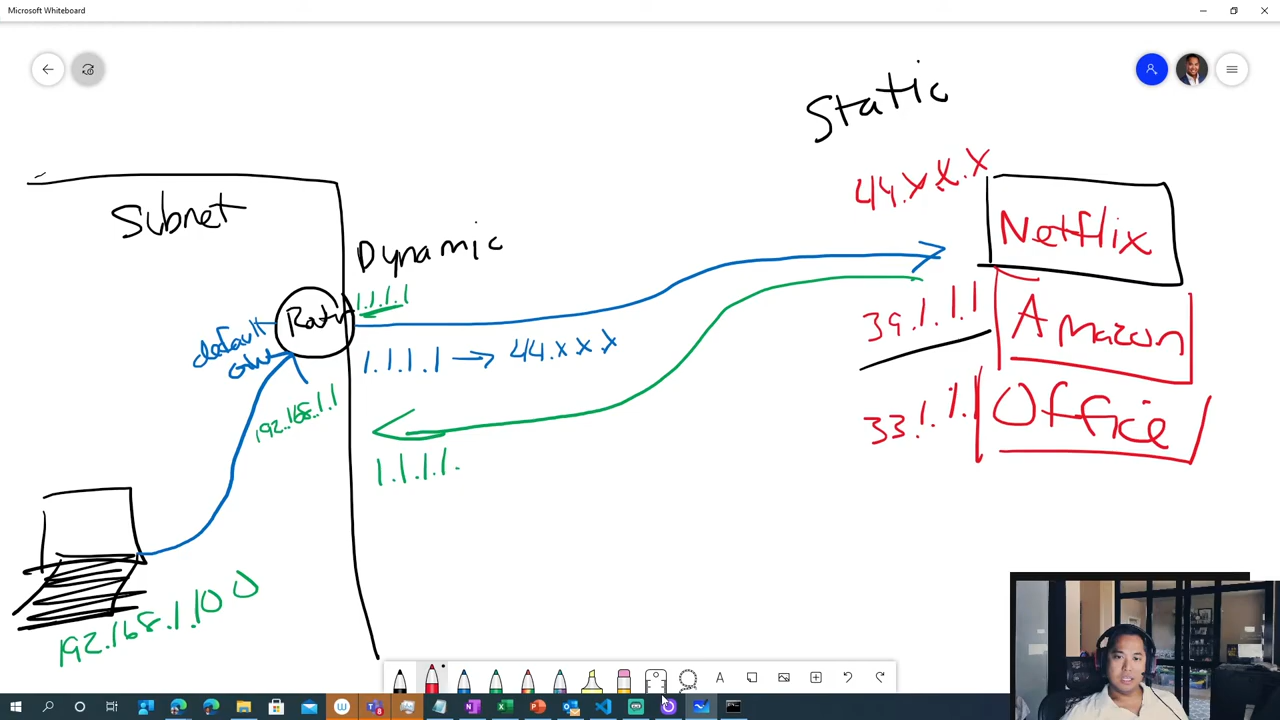 Microsoft Whiteboard
Static
44.x.x.x
Netflix
Subnet
Dynamic
1.1.1.1
Router
default
gw
192.168.1.1
1.1.1.1 → 44.x.x.x
39.1.1.1
Amazon
33.1.1.1
Office
1.1.1.1.
192.168.1.100